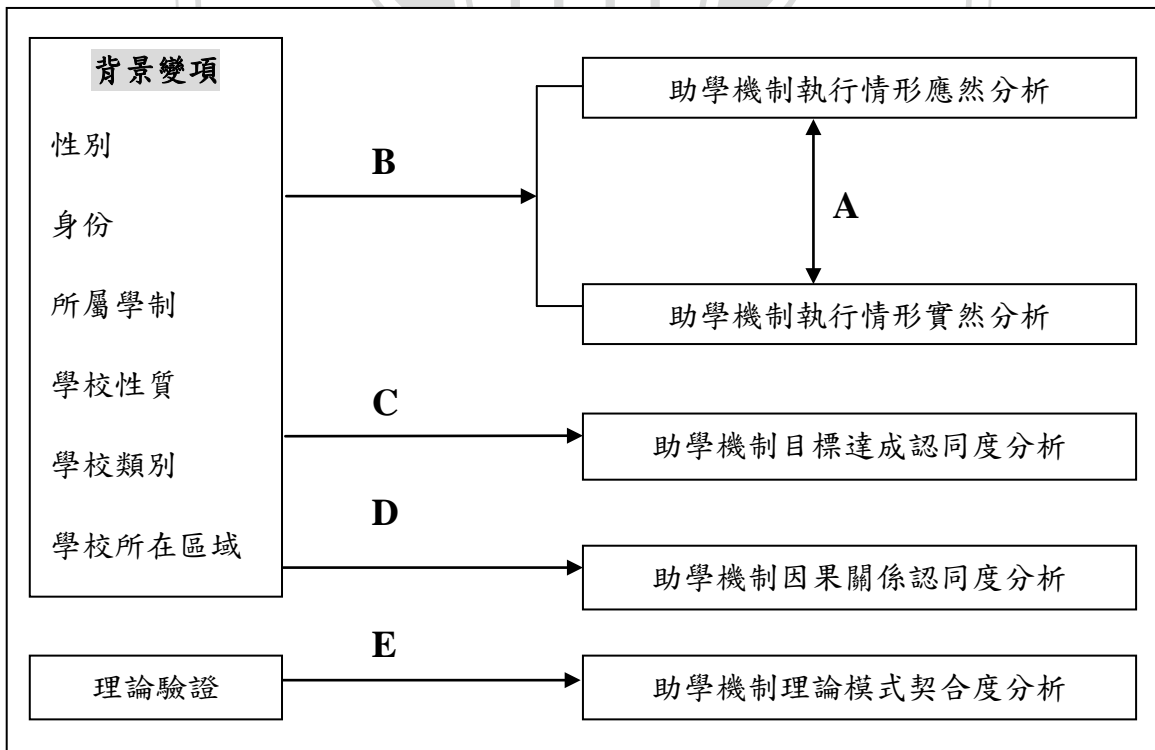 背景變項
性別
身份
所屬學制
學校性質
學校類別
學校所在區域
B
助學機制執行情形應然分析
A
助學機制執行情形實然分析
C
助學機制目標達成認同度分析
D
助學機制因果關係認同度分析
理論驗證
E
助學機制理論模式契合度分析